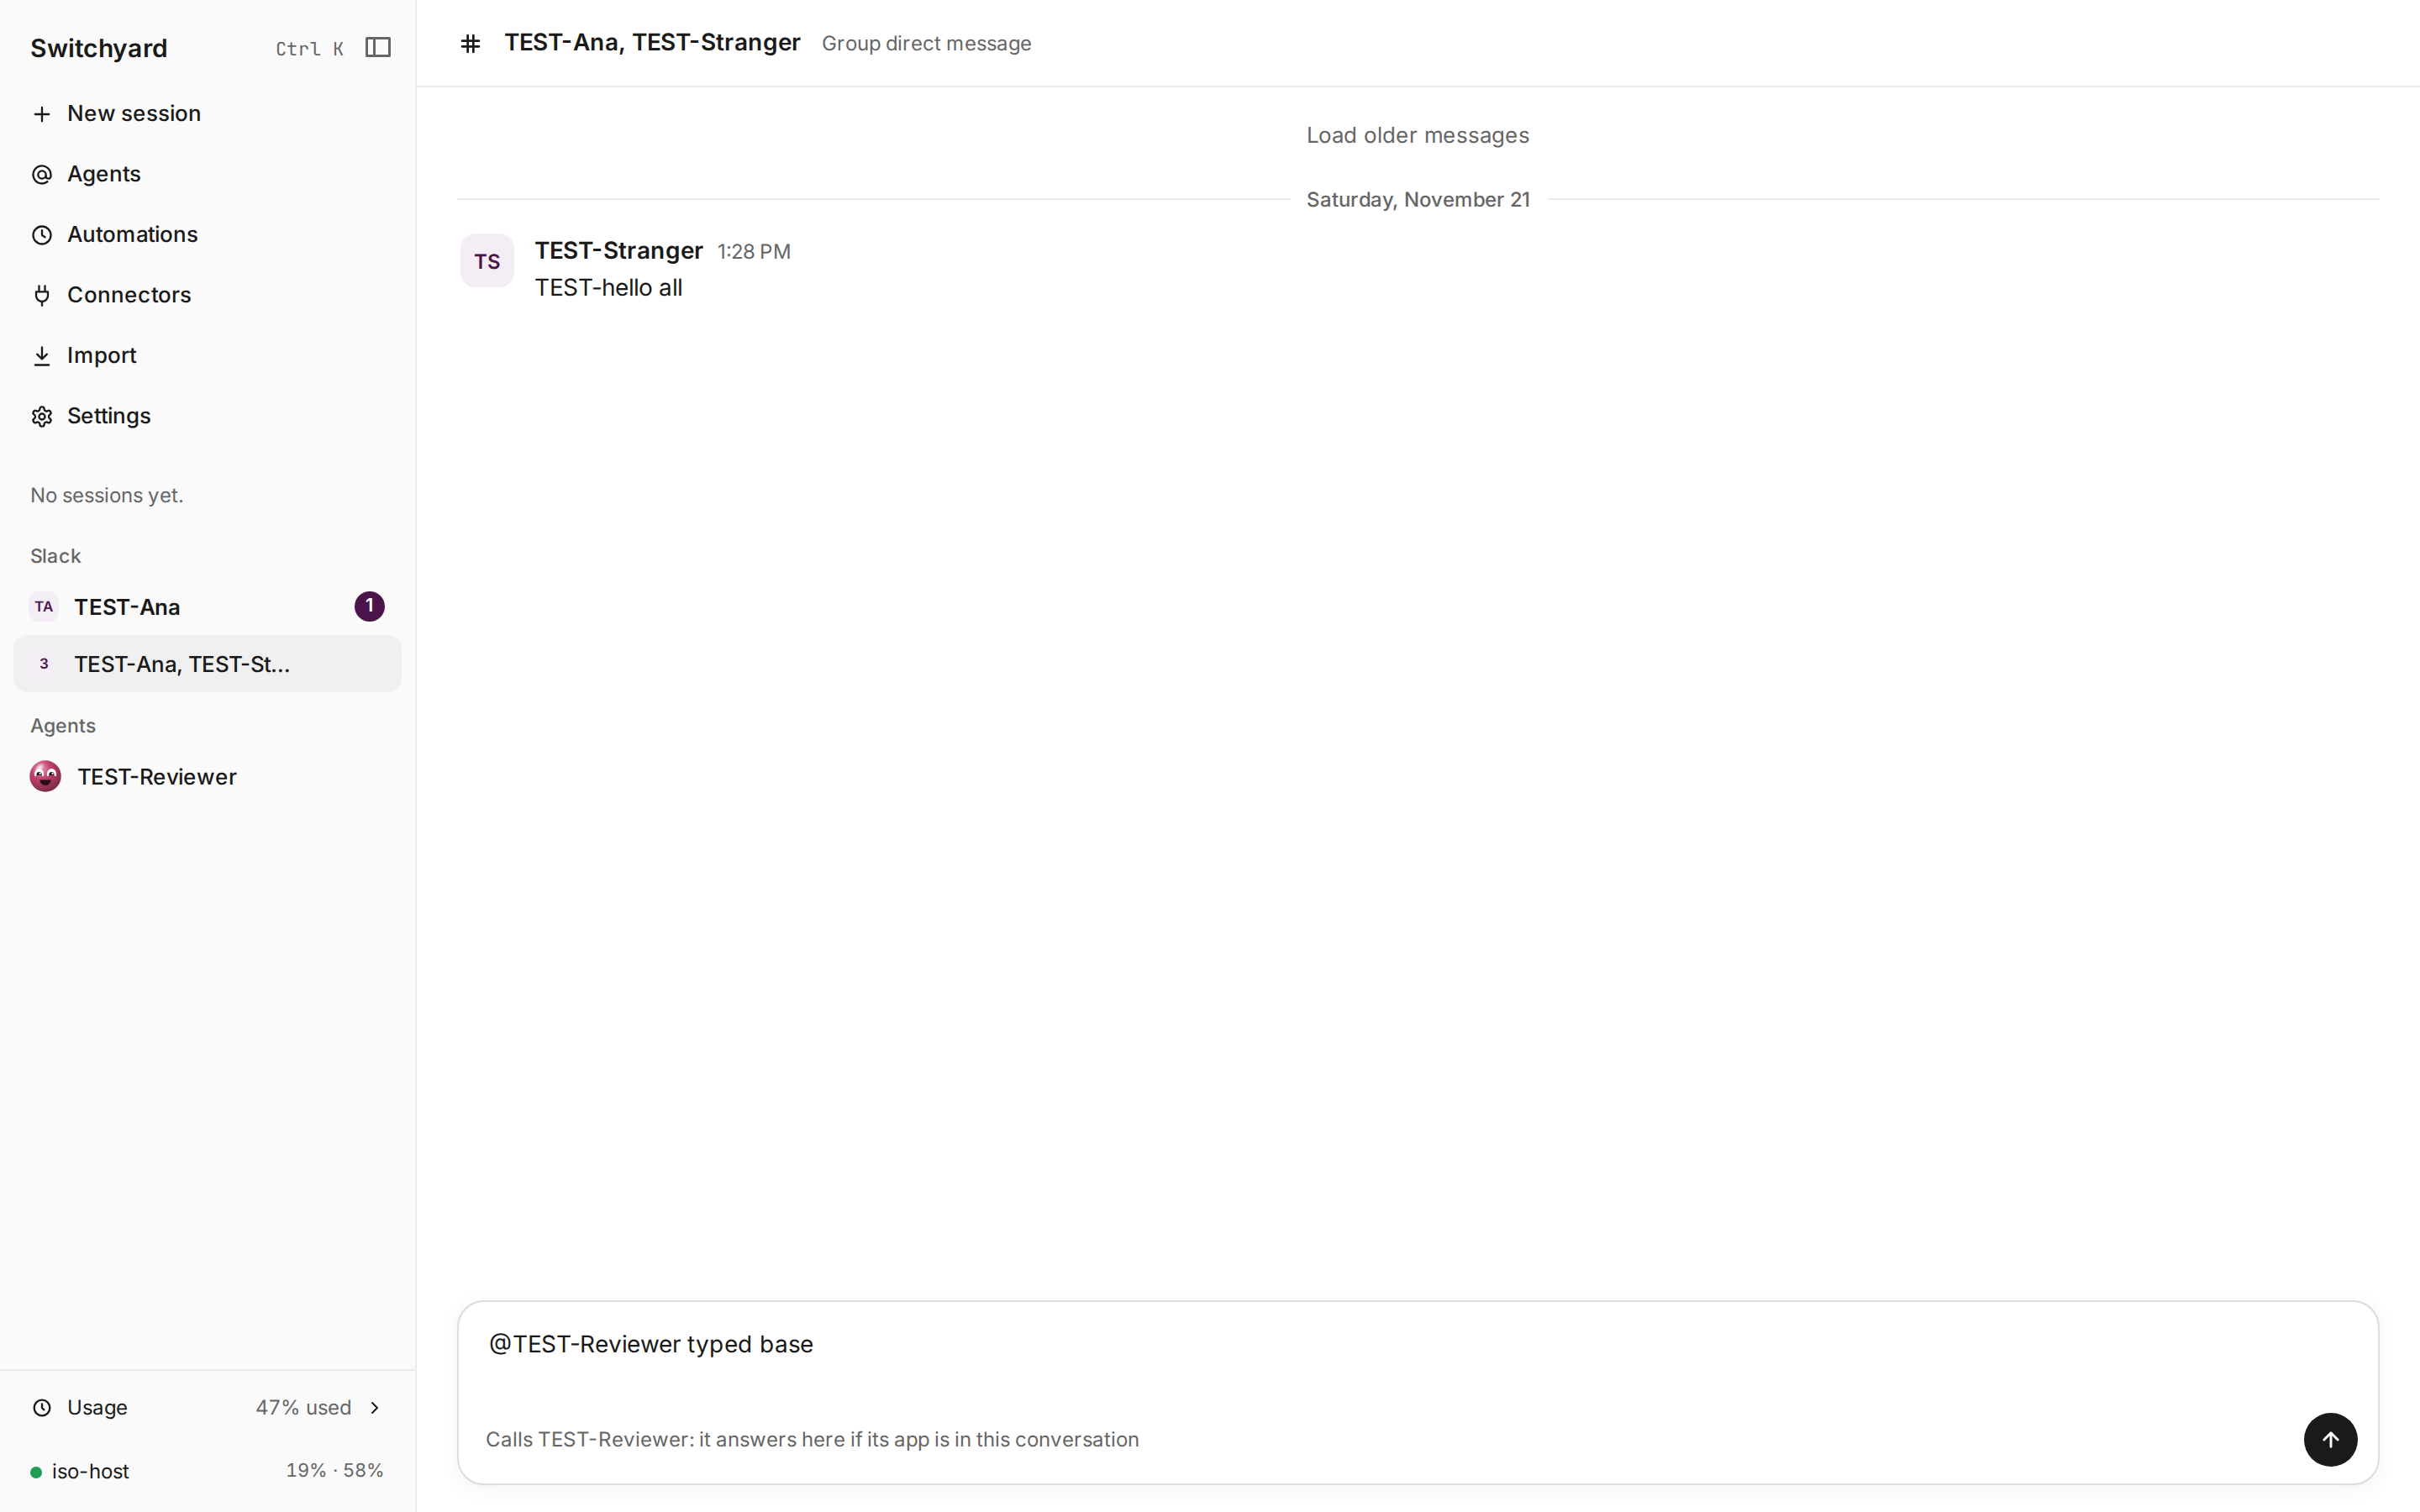 Switchyard Ctrl K
New session
Agents
Automations
Connectors
Import
Settings
No sessions yet.
Slack
TA TEST-Ana 1
3 TEST-Ana, TEST-St...
Agents
TEST-Reviewer
Usage 47% used
iso-host 19% · 58%
TEST-Ana, TEST-Stranger Group direct message
Load older messages
Saturday, November 21
TS TEST-Stranger 1:28 PM
TEST-hello all
@TEST-Reviewer typed base
Calls TEST-Reviewer: it answers here if its app is in this conversation